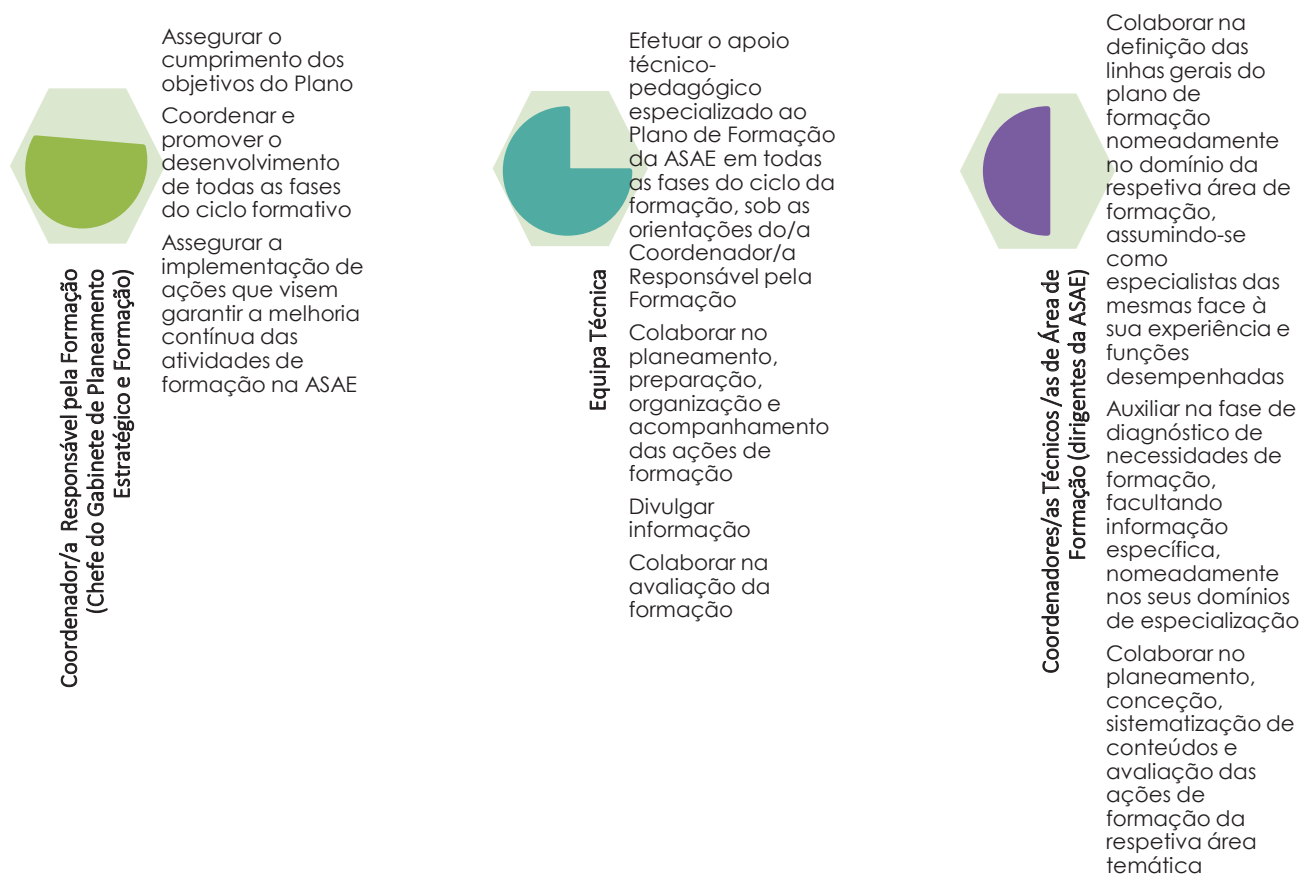 Coordenador/a Responsável pela Formação
(Chefe do Gabinete de Planeamento
Estratégico e Formação)
Assegurar o
cumprimento dos
objetivos do Plano
Coordenar e
promover o
desenvolvimento
de todas as fases
do ciclo formativo
Assegurar a
implementação de
ações que visem
garantir a melhoria
contínua das
atividades de
formação na ASAE
Equipa Técnica
Efetuar o apoio
técnico-
pedagógico
especializado ao
Plano de Formação
da ASAE em todas
as fases do ciclo da
formação, sob as
orientações do/a
Coordenador/a
Responsável pela
Formação
Colaborar no
planeamento,
preparação,
organização e
acompanhamento
das ações de
formação
Divulgar
informação
Colaborar na
avaliação da
formação
Coordenadores/as Técnicos /as de Área de
Formação (dirigentes da ASAE)
Colaborar na
definição das
linhas gerais do
plano de
formação
nomeadamente
no domínio da
respetiva área de
formação,
assumindo-se
como
especialistas das
mesmas face à
sua experiência e
funções
desempenhadas
Auxiliar na fase de
diagnóstico de
necessidades de
formação,
facultando
informação
específica,
nomeadamente
nos seus domínios
de especialização
Colaborar no
planeamento,
conceção,
sistematização de
conteúdos e
avaliação das
ações de
formação da
respetiva área
temática